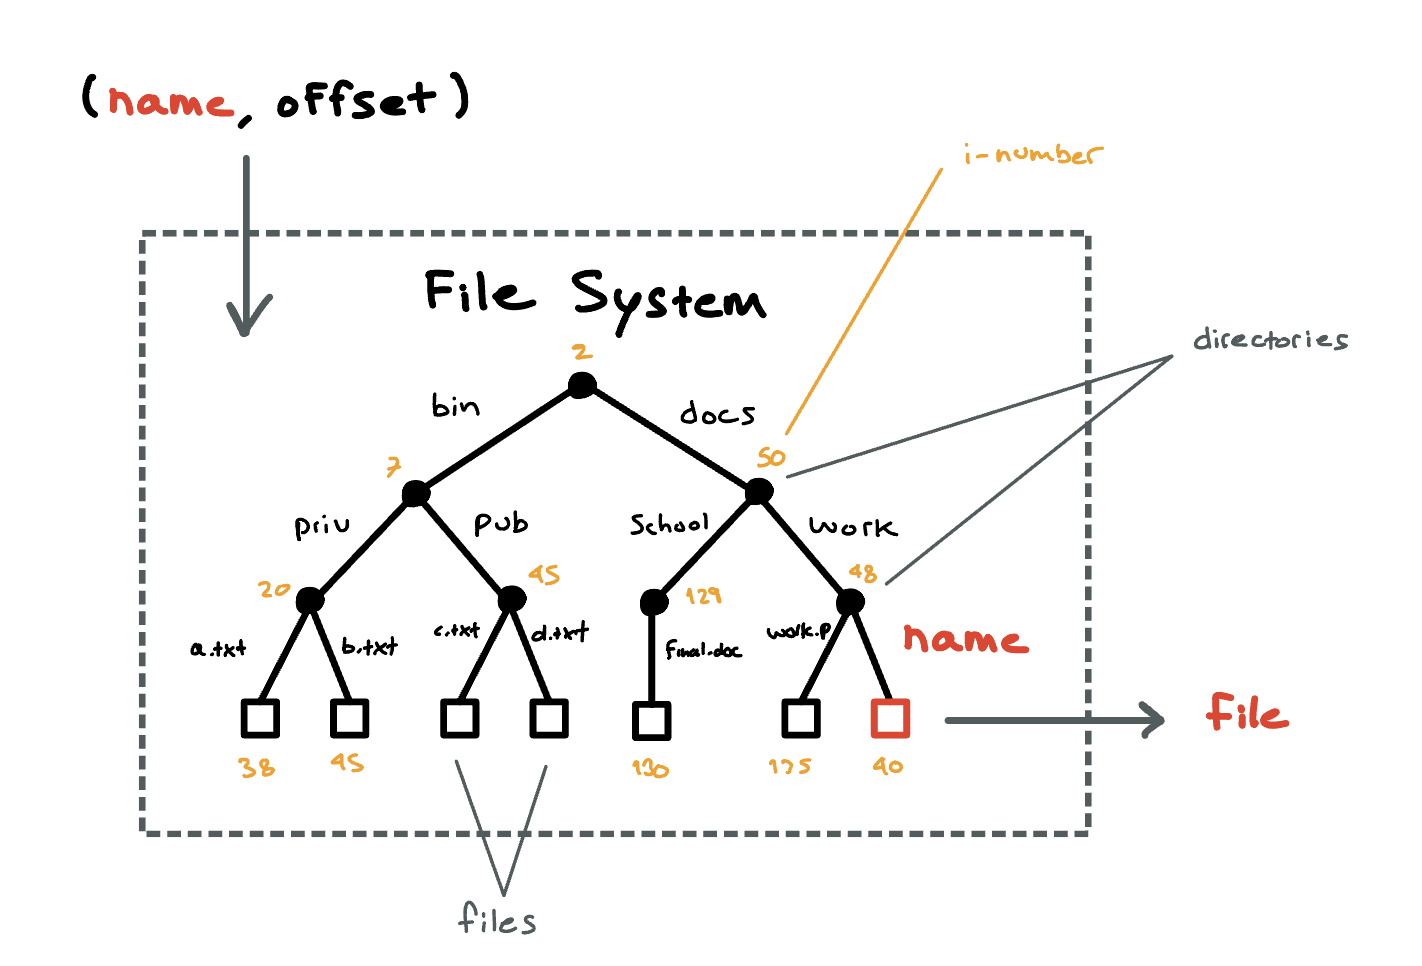 (name, offset)
i-number
File System
directories
2
bin
docs
7
50
priv
pub
School
work
20
45
129
48
a.txt
b.txt
c.txt
d.txt
final.doc
work.p
name
file
38
45
130
40
files